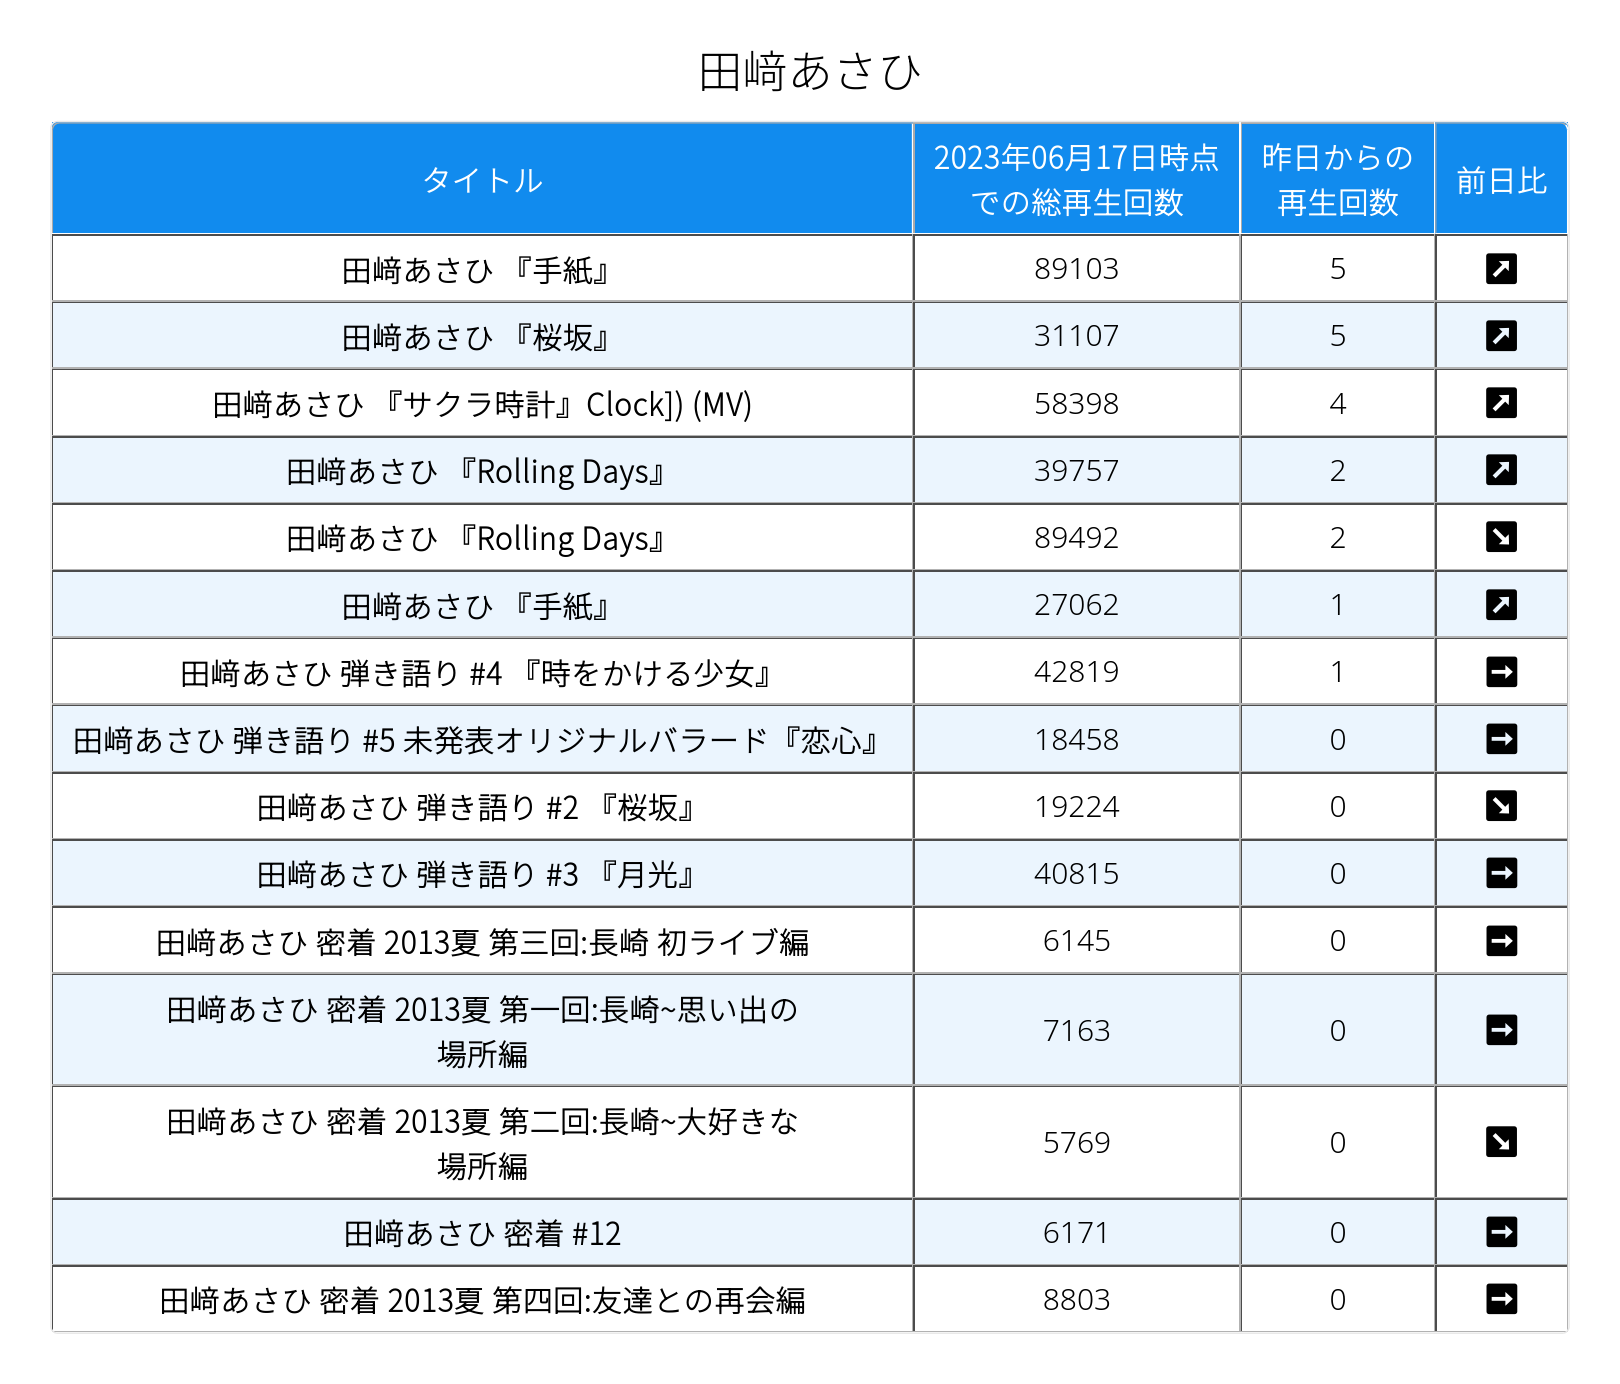 田﨑あさひ
タイトル
2023年06月17日時点
での総再生回数
昨日からの
再生回数
前日比
田﨑あさひ 『手紙』 89103 5 ↗
田﨑あさひ 『桜坂』 31107 5 ↗
田﨑あさひ 『サクラ時計』Clock]) (MV) 58398 4 ↗
田﨑あさひ 『Rolling Days』 39757 2 ↗
田﨑あさひ 『Rolling Days』 89492 2 ↘
田﨑あさひ 『手紙』 27062 1 ↗
田﨑あさひ 弾き語り #4 『時をかける少女』 42819 1 →
田﨑あさひ 弾き語り #5 未発表オリジナルバラード『恋心』 18458 0 →
田﨑あさひ 弾き語り #2 『桜坂』 19224 0 ↘
田﨑あさひ 弾き語り #3 『月光』 40815 0 →
田﨑あさひ 密着 2013夏 第三回:長崎 初ライブ編 6145 0 →
田﨑あさひ 密着 2013夏 第一回:長崎~思い出の
場所編 7163 0 →
田﨑あさひ 密着 2013夏 第二回:長崎~大好きな
場所編 5769 0 ↘
田﨑あさひ 密着 #12 6171 0 →
田﨑あさひ 密着 2013夏 第四回:友達との再会編 8803 0 →